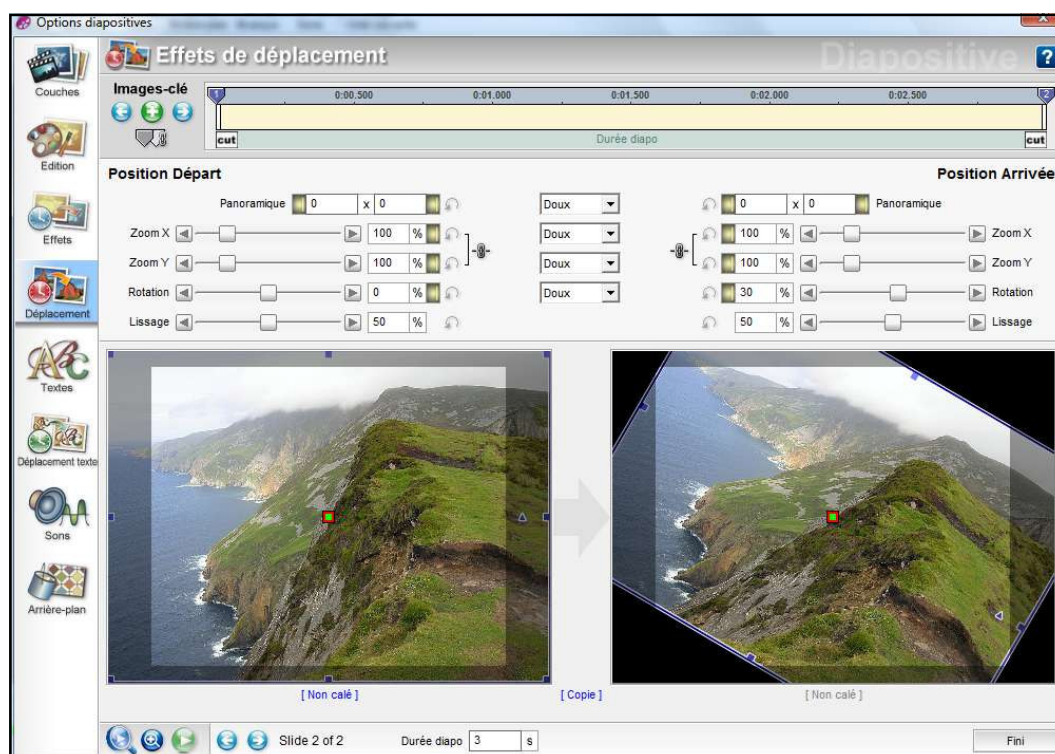 Options diapositives
Effets de déplacement
Diapositive
?
Couches
Edition
Effets
Déplacement
Textes
Déplacement texte
Sons
Arrière-plan
Images-clé
1 0:00.500 0:01.000 0:01.500 0:02.000 0:02.500 2
cut Durée diapo cut
Position Départ Position Arrivée
Panoramique 0 x 0 Doux 0 x 0 Panoramique
Zoom X 100 % Doux 100 % Zoom X
Zoom Y 100 % Doux 100 % Zoom Y
Rotation 0 % Doux 30 % Rotation
Lissage 50 % 50 % Lissage
[ Non calé ] [ Copie ] [ Non calé ]
Slide 2 of 2 Durée diapo 3 s Fini